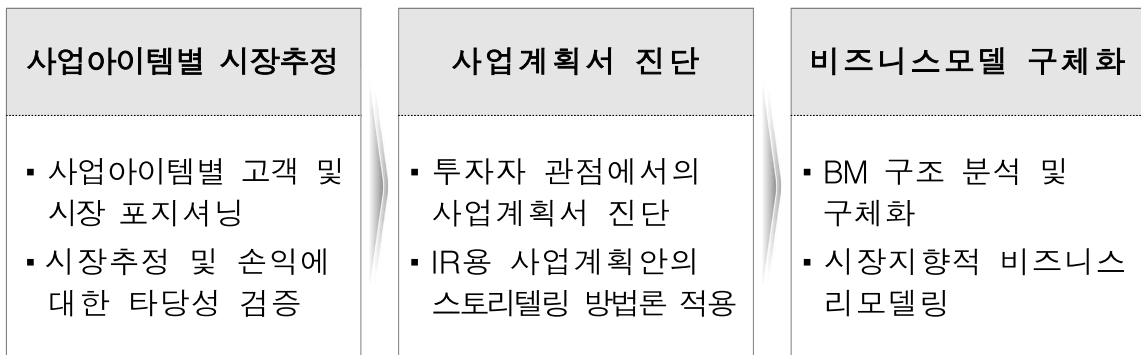 사업아이템별 시장추정
▪ 사업아이템별 고객 및
시장 포지셔닝
▪ 시장추정 및 손익에
대한 타당성 검증
사업계획서 진단
▪ 투자자 관점에서의
사업계획서 진단
▪ IR용 사업계획안의
스토리텔링 방법론 적용
비즈니스모델 구체화
▪ BM 구조 분석 및
구체화
▪ 시장지향적 비즈니스
리모델링